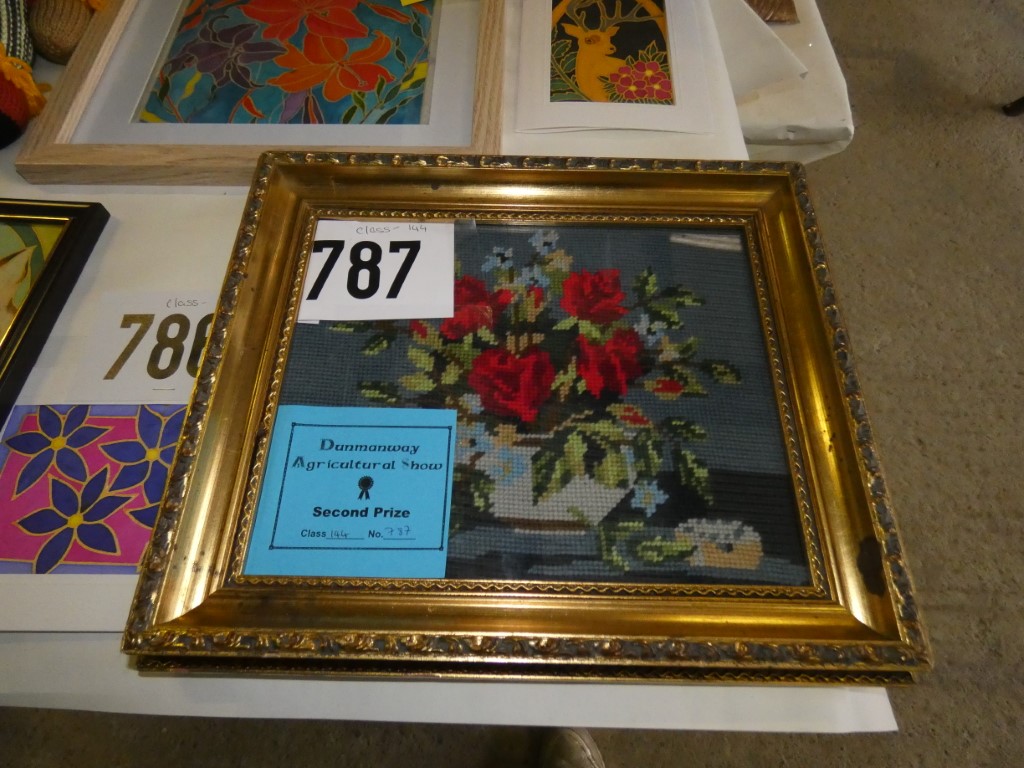 class - 144
787
class -
786
Dunmanway
Agricultural Show
Second Prize
Class 144 No. 787